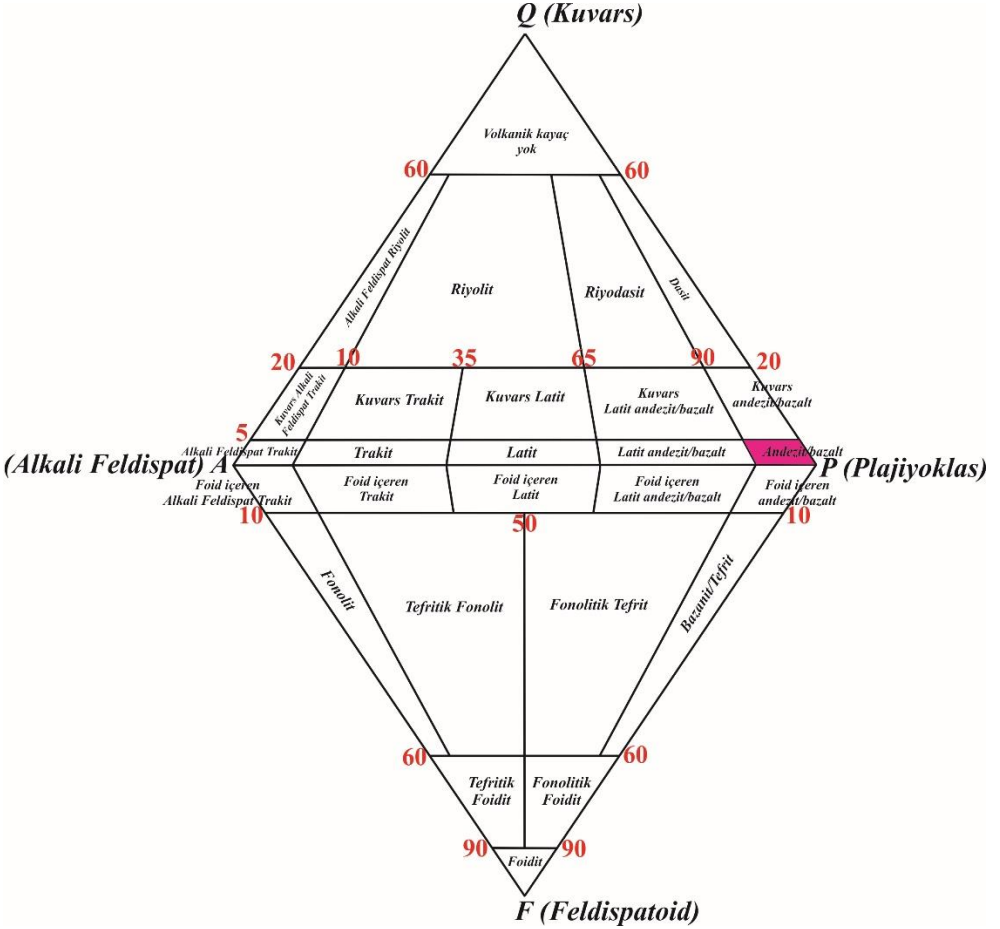 Q (Kuvars)
Volkanik kayaç
yok
60
60
Alkali Feldispat Riyolit
Riyolit
Riyodasit
Dasit
20
10
35
65
90
20
Kuvars Alkali
Feldispat Trakit
Kuvars Trakit
Kuvars Latit
Kuvars
Latit andezit/bazalt
Kuvars
andezit/bazalt
5
Alkali Feldispat Trakit
Trakit
Latit
Latit andezit/bazalt
Andezit/bazalt
(Alkali Feldispat) A
P (Plajiyoklas)
Foid içeren
Alkali Feldispat Trakit
Foid içeren
Trakit
Foid içeren
Latit
Foid içeren
Latit andezit/bazalt
Foid içeren
andezit/bazalt
10
50
10
Fonolit
Tefritik Fonolit
Fonolitik Tefrit
Bazanit/Tefrit
60
60
Tefritik
Foidit
Fonolitik
Foidit
90
90
Foidit
F (Feldispatoid)